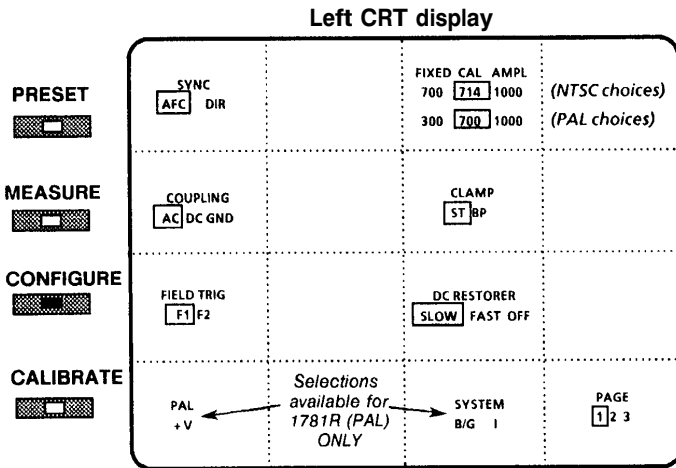 Left CRT display
PRESET
SYNC
AFC DIR
FIXED CAL AMPL
700 714 1000 (NTSC choices)
300 700 1000 (PAL choices)
MEASURE
COUPLING
AC DC GND
CLAMP
ST BP
CONFIGURE
FIELD TRIG
F1 F2
DC RESTORER
SLOW FAST OFF
CALIBRATE
PAL
+V
Selections
available for
1781R (PAL)
ONLY
SYSTEM
B/G I
PAGE
1 2 3